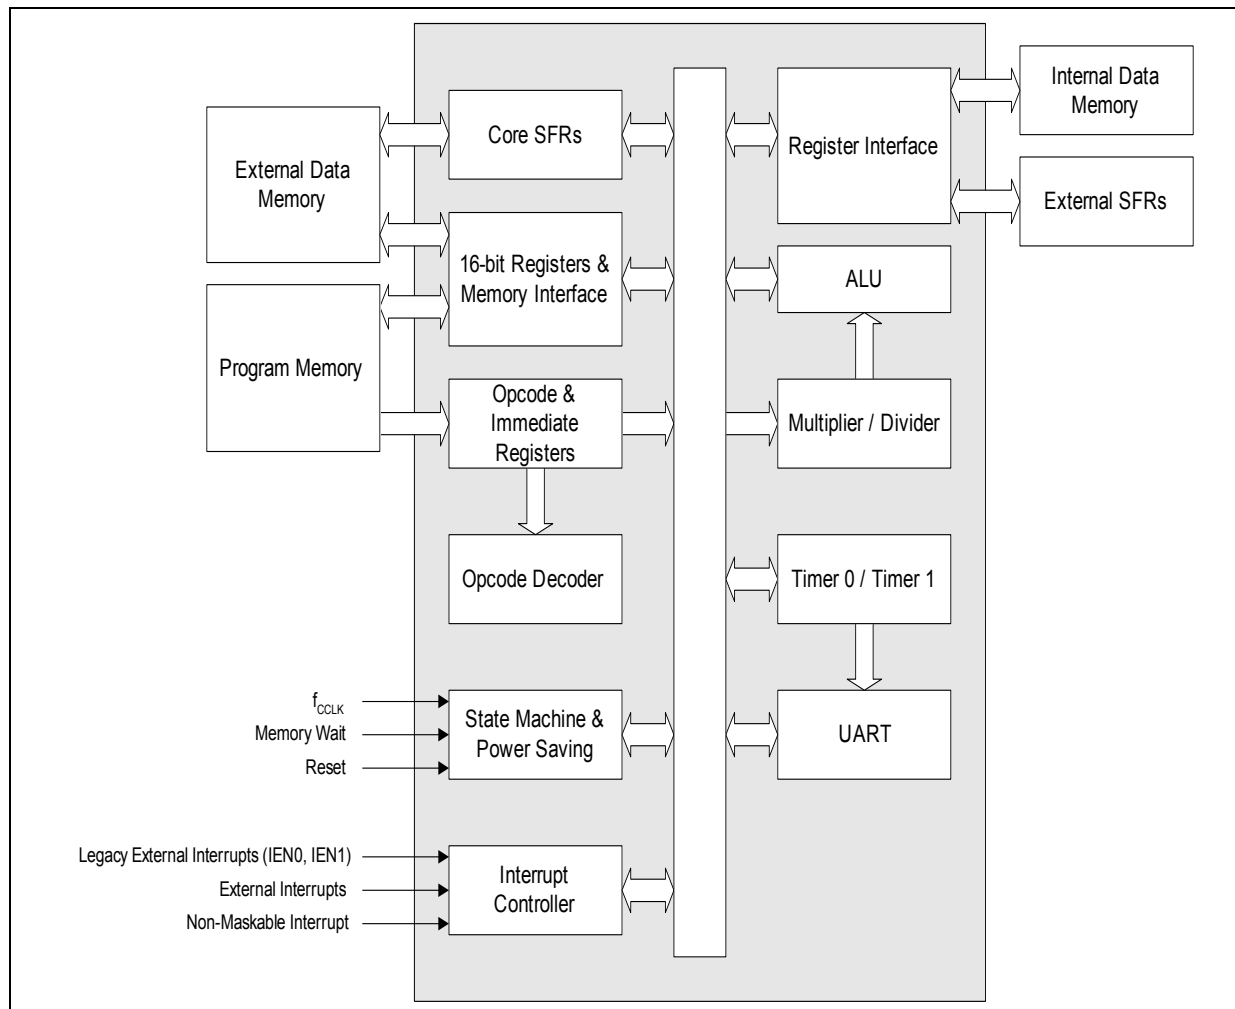 External Data
Memory
Program Memory
Core SFRs
16-bit Registers &
Memory Interface
Opcode &
Immediate
Registers
Opcode Decoder
State Machine &
Power Saving
Interrupt
Controller
fCCLK
Memory Wait
Reset
Legacy External Interrupts (IEN0, IEN1)
External Interrupts
Non-Maskable Interrupt
Register Interface
ALU
Multiplier / Divider
Timer 0 / Timer 1
UART
Internal Data
Memory
External SFRs